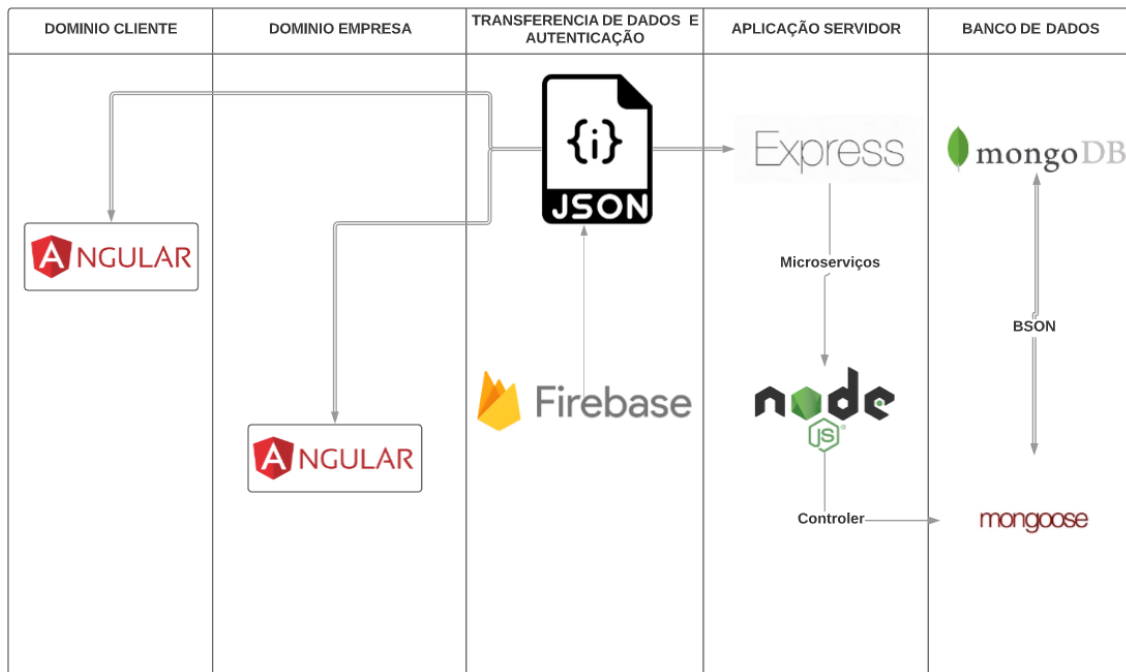 DOMINIO CLIENTE
DOMINIO EMPRESA
TRANSFERENCIA DE DADOS E
AUTENTICAÇÃO
APLICAÇÃO SERVIDOR
BANCO DE DADOS
{i}
JSON
Express
mongoDB
ANGULAR
Microserviços
BSON
Firebase
node
JS
ANGULAR
Controler
mongoose